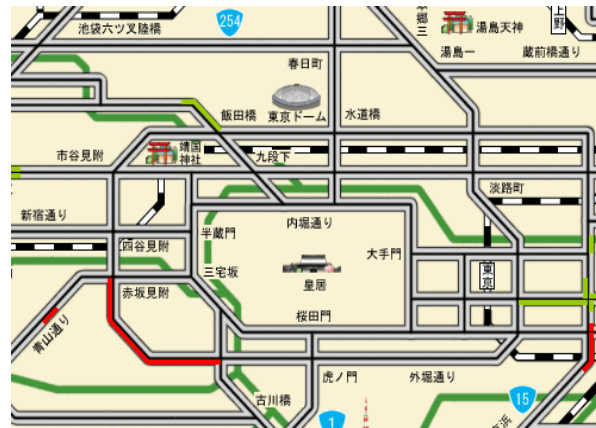 池袋六ツ叉陸橋
254
本郷三
湯島天神
上野
湯島一
蔵前橋通り
春日町
飯田橋
東京ドーム
水道橋
市谷見附
靖国
神社
九段下
淡路町
新宿通り
半蔵門
内堀通り
四谷見附
大手門
三宅坂
皇居
東京
赤坂見附
桜田門
青山通り
虎ノ門
外堀通り
古川橋
15
1
京浜